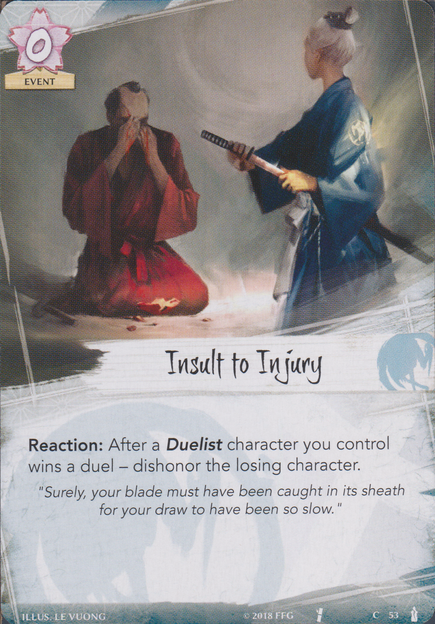 0
EVENT
Insult to Injury
Reaction: After a Duelist character you control
wins a duel – dishonor the losing character.
"Surely, your blade must have been caught in its sheath
for your draw to have been so slow."
ILLUS. LE VUONG © 2018 FFG C 53